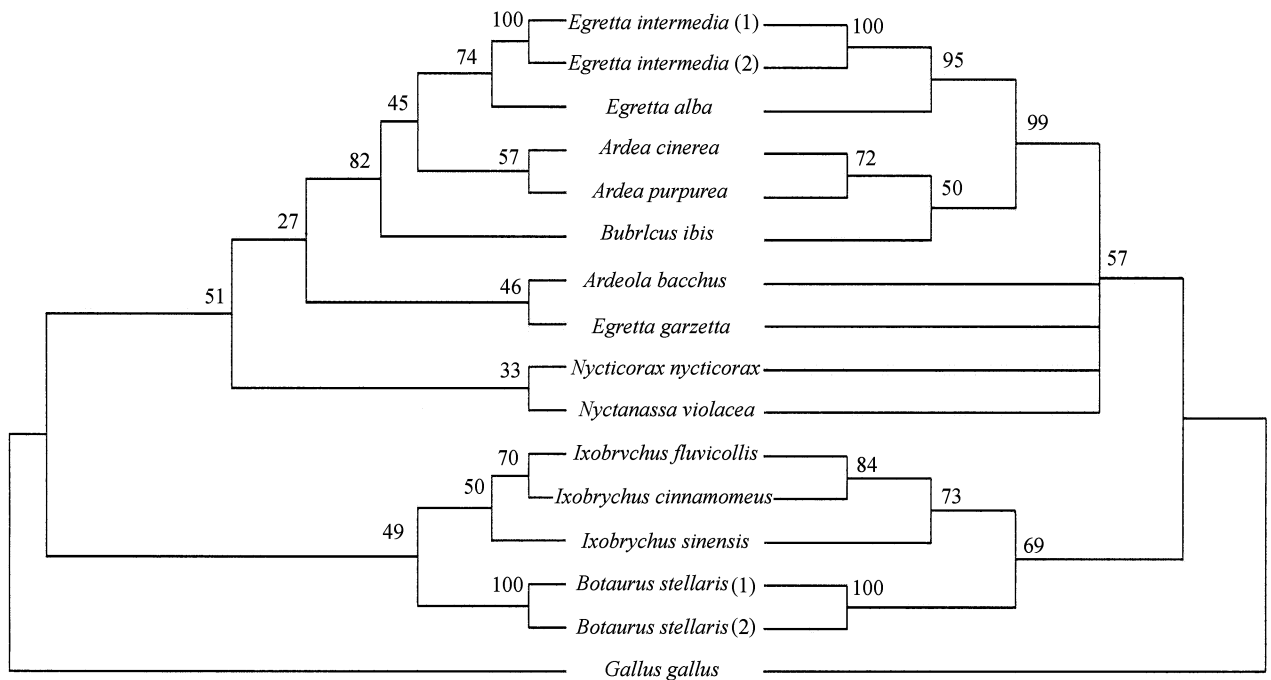 100 Egretta intermedia (1) 100
74 Egretta intermedia (2) 95
45 Egretta alba 99
82 57 Ardea cinerea 72
Ardea purpurea 50
27 Bubrlcus ibis 57
51 46 Ardeola bacchus
Egretta garzetta
33 Nycticorax nycticorax
Nyctanassa violacea
70 Ixobrvchus fluvicollis 84
50 Ixobrychus cinnamomeus 73
49 Ixobrychus sinensis 69
100 Botaurus stellaris (1) 100
Botaurus stellaris (2)
Gallus gallus